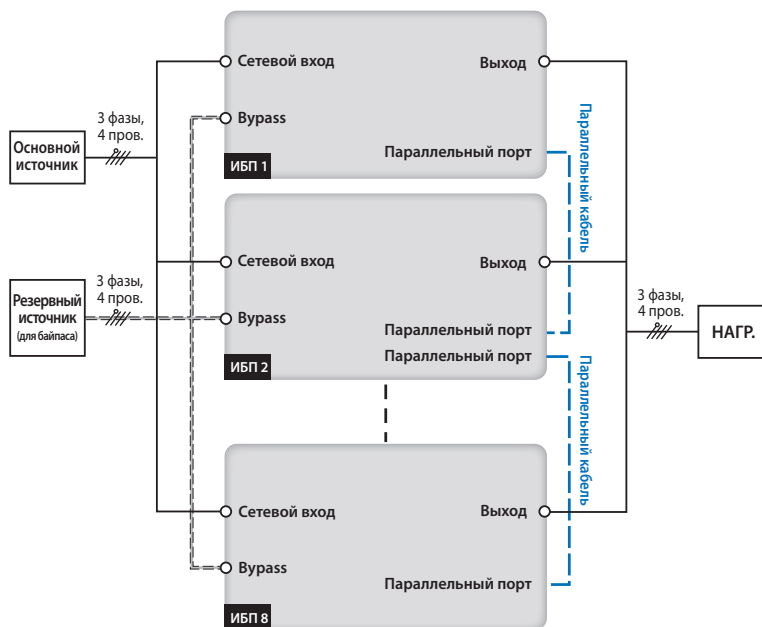 Сетевой вход
Выход
Bypass
3 фазы,
4 пров.
Основной
источник
Параллельный порт
ИБП 1
Параллельный кабель
Сетевой вход
Выход
3 фазы,
4 пров.
Резервный
источник
(для байпаса)
Bypass
3 фазы,
4 пров.
НАГР.
Параллельный порт
Параллельный порт
ИБП 2
Параллельный кабель
Сетевой вход
Выход
Bypass
Параллельный порт
ИБП 8